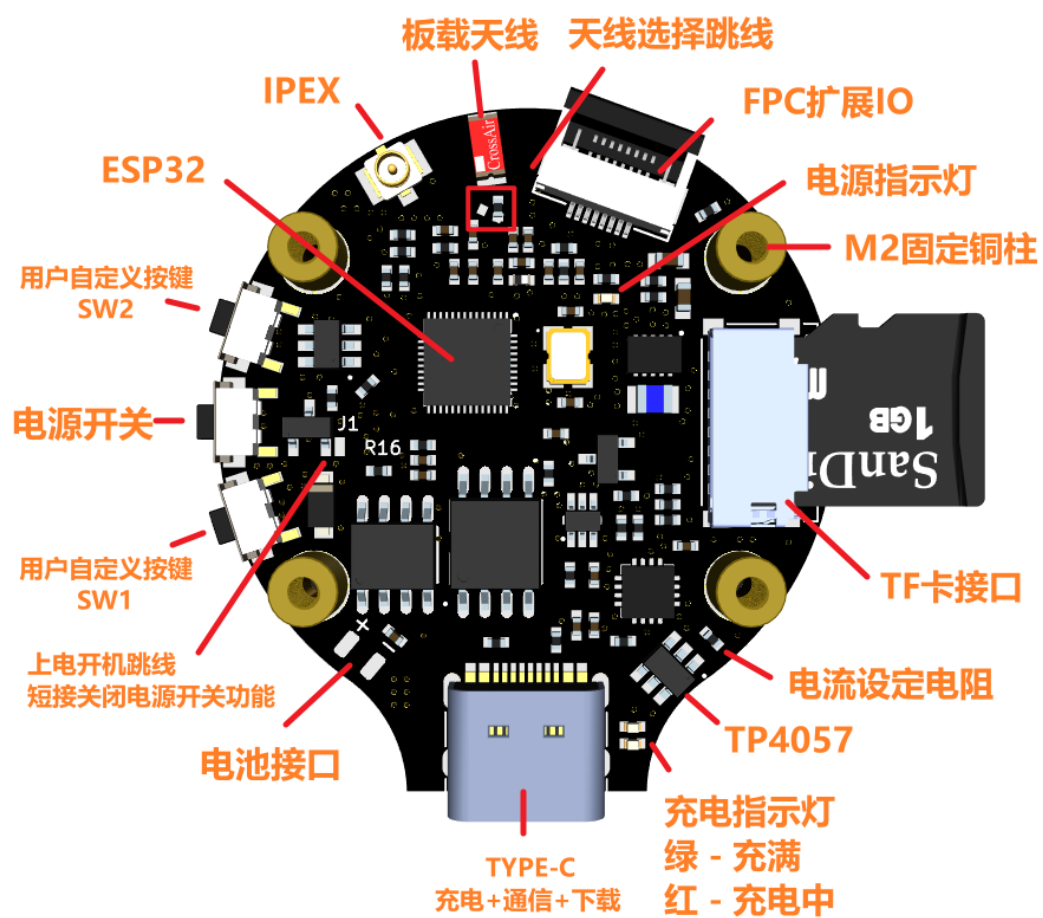 板载天线
天线选择跳线
IPEX
FPC扩展IO
CrossAir
ESP32
电源指示灯
M2固定铜柱
用户自定义按键
SW2
电源开关
J1
R16
1GB
SanDi
用户自定义按键
SW1
TF卡接口
上电开机跳线
短接关闭电源开关功能
+
电流设定电阻
TP4057
电池接口
充电指示灯
绿 - 充满
红 - 充电中
TYPE-C
充电+通信+下载